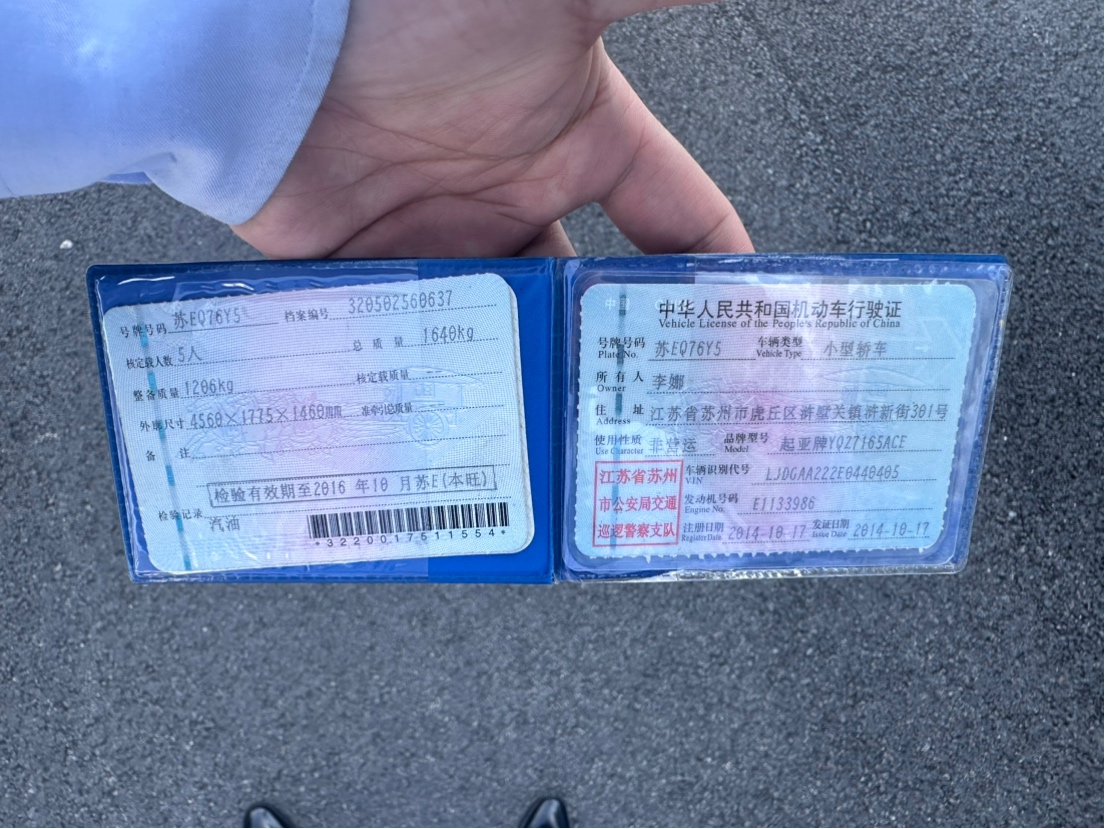 号牌号码 苏EQ76Y5 档案编号 320502560637
核定载人数 5人 总质量 1640kg
整备质量 1206kg 核定载质量
外廓尺寸 4560×1775×1460mm 准牵引总质量
备注
检验有效期至2016年10月苏E(本旺)
检验记录
汽油
*3220017511554*
中华人民共和国机动车行驶证
Vehicle License of the People's Republic of China
号牌号码 苏EQ76Y5 车辆类型 小型轿车
Plate No. Vehicle Type
所有人 李娜
Owner
住址 江苏省苏州市虎丘区浒墅关镇浒新街301号
Address
使用性质 非营运 品牌型号 起亚牌YQZ7165ACE
Use Character Model
江苏省苏州
市公安局交通
巡逻警察支队
车辆识别代号 LJDGAA222E0440405
VIN
发动机号码 E1133986
Engine No.
注册日期 2014-10-17 发证日期 2014-10-17
Register Date Issue Date